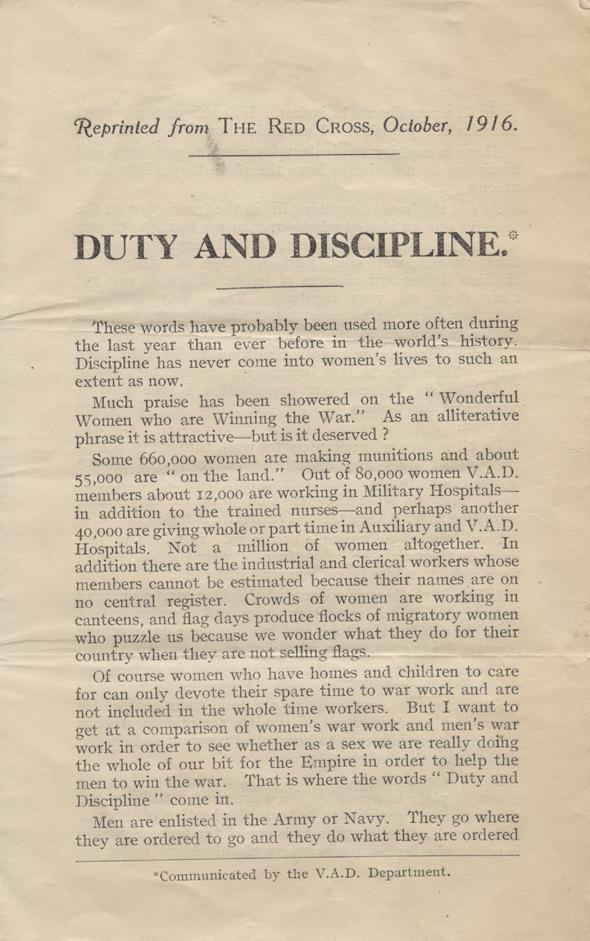 Reprinted from THE RED CROSS, October, 1916.
DUTY AND DISCIPLINE.*
These words have probably been used more often during
the last year than ever before in the world's history.
Discipline has never come into women's lives to such an
extent as now.
Much praise has been showered on the " Wonderful
Women who are Winning the War." As an alliterative
phrase it is attractive—but is it deserved ?
Some 660,000 women are making munitions and about
55,000 are " on the land." Out of 80,000 women V.A.D.
members about 12,000 are working in Military Hospitals—
in addition to the trained nurses—and perhaps another
40,000 are giving whole or part time in Auxiliary and V.A.D.
Hospitals. Not a million of women altogether. In
addition there are the industrial and clerical workers whose
members cannot be estimated because their names are on
no central register. Crowds of women are working in
canteens, and flag days produce flocks of migratory women
who puzzle us because we wonder what they do for their
country when they are not selling flags.
Of course women who have homes and children to care
for can only devote their spare time to war work and are
not included in the whole time workers. But I want to
get at a comparison of women's war work and men's war
work in order to see whether as a sex we are really doing
the whole of our bit for the Empire in order to help the
men to win the war. That is where the words " Duty and
Discipline " come in.
Men are enlisted in the Army or Navy. They go where
they are ordered to go and they do what they are ordered
*Communicated by the V.A.D. Department.